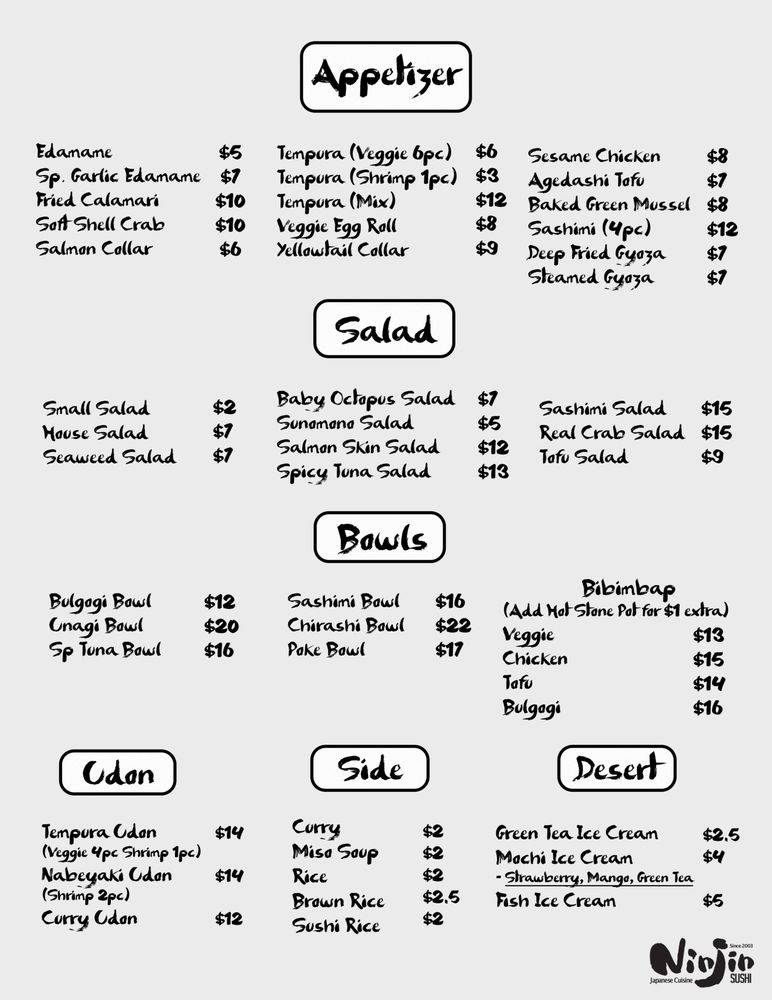 Appetizer
Edamame $5
Sp. Garlic Edamame $7
Fried Calamari $10
Soft Shell Crab $10
Salmon Collar $6
Tempura (Veggie 6pc) $6
Tempura (Shrimp 1pc) $3
Tempura (Mix) $12
Veggie Egg Roll $8
Yellowtail Collar $9
Sesame Chicken $8
Agedashi Tofu $7
Baked Green Mussel $8
Sashimi (4pc) $12
Deep Fried Gyoza $7
Steamed Gyoza $7
Salad
Small Salad $2
House Salad $7
Seaweed Salad $7
Baby Octopus Salad $7
Sunomono Salad $5
Salmon Skin Salad $12
Spicy Tuna Salad $13
Sashimi Salad $15
Real Crab Salad $15
Tofu Salad $9
Bowls
Bulgogi Bowl $12
Unagi Bowl $20
Sp Tuna Bowl $16
Sashimi Bowl $16
Chirashi Bowl $22
Poke Bowl $17
Bibimbap
(Add Hot Stone Pot for $1 extra)
Veggie $13
Chicken $15
Tofu $14
Bulgogi $16
Udon
Tempura Udon $14
(Veggie 4pc Shrimp 1pc)
Nabeyaki Udon $14
(Shrimp 2pc)
Curry Udon $12
Side
Curry $2
Miso Soup $2
Rice $2
Brown Rice $2.5
Sushi Rice $2
Desert
Green Tea Ice Cream $2.5
Mochi Ice Cream $4
- Strawberry, Mango, Green Tea
Fish Ice Cream $5
Since 2003
Ninjin
Japanese Cuisine SUSHI